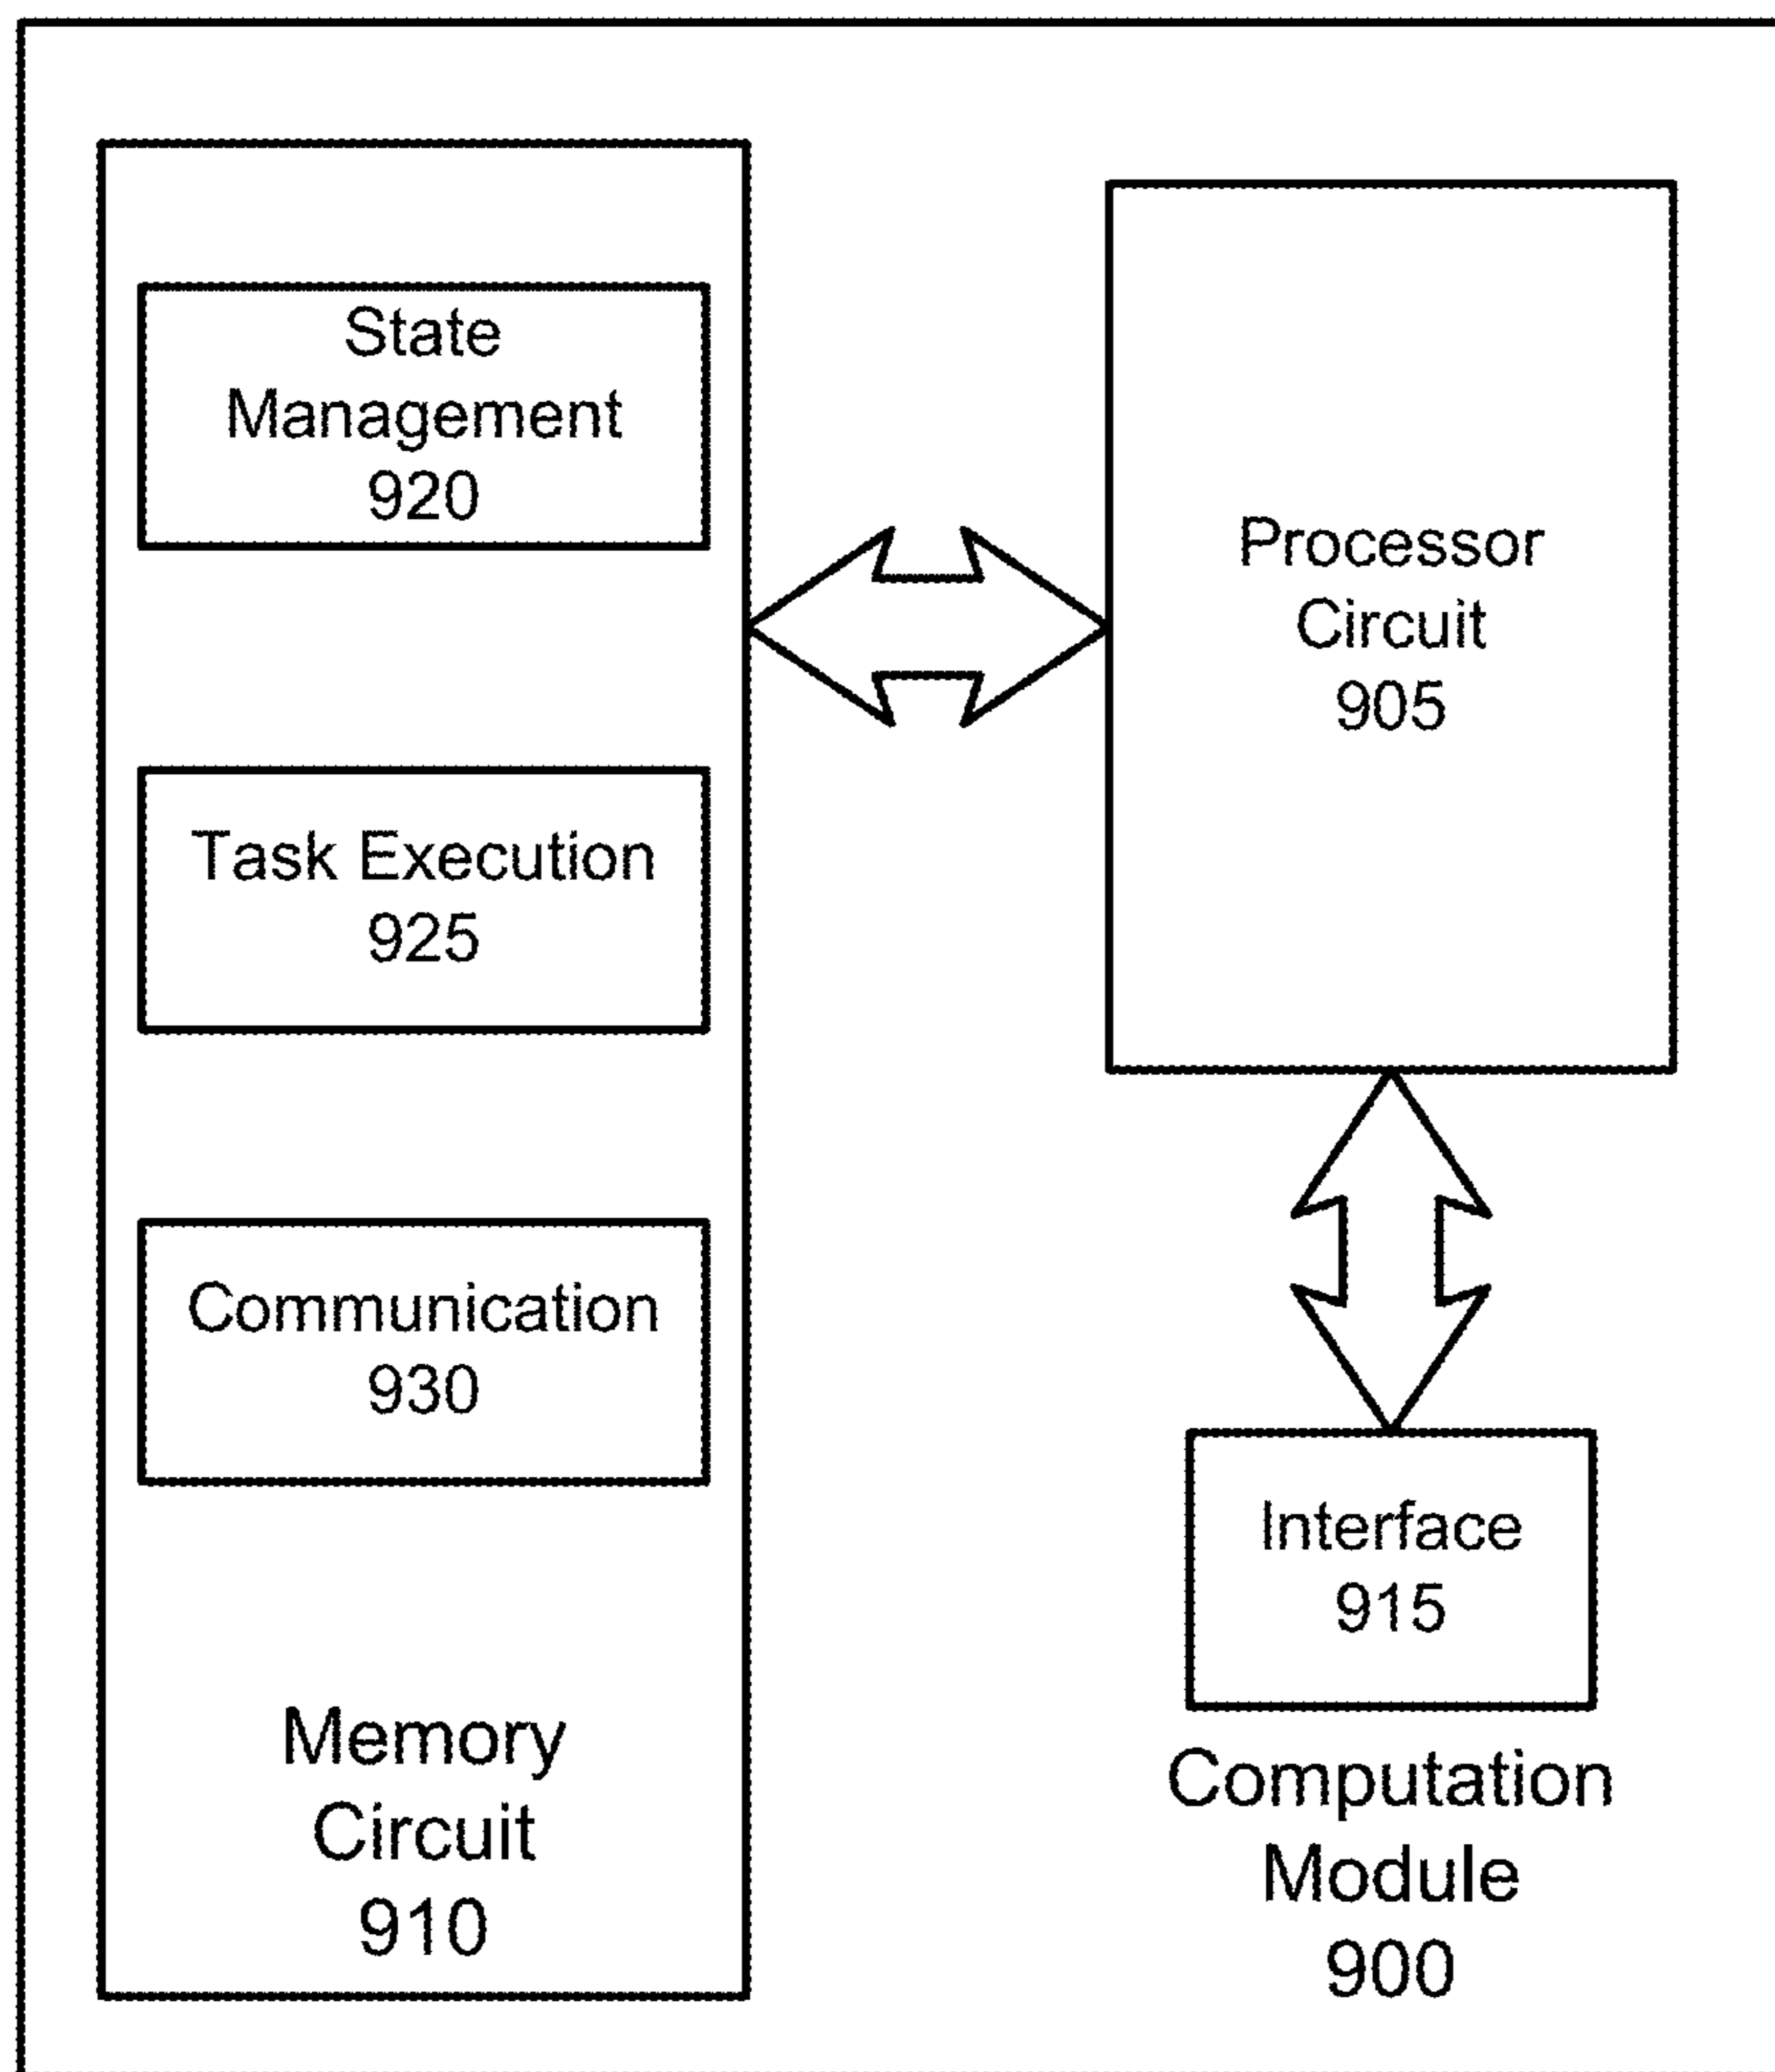 State
Management
920
Task Execution
925
Communication
930
Memory
Circuit
910
Processor
Circuit
905
Interface
915
Computation
Module
900